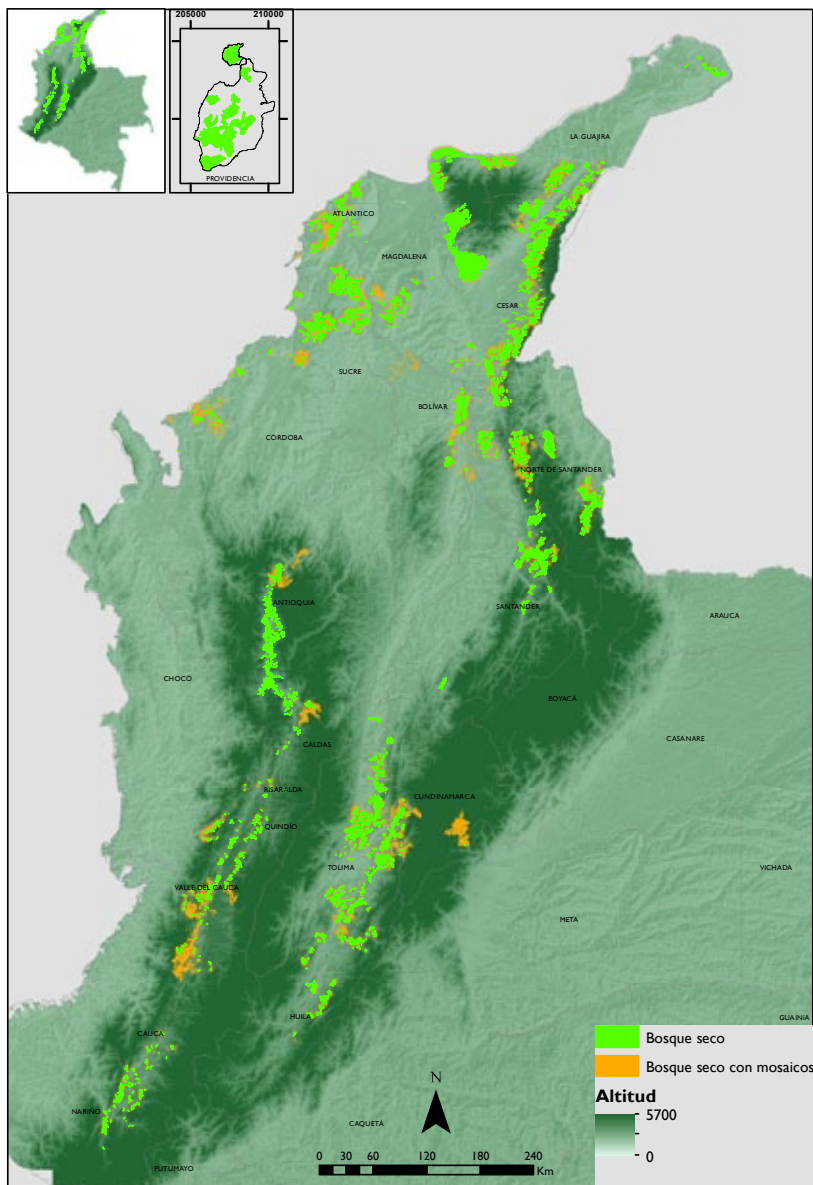 205000 210000
PROVIDENCIA
LA GUAJIRA
ATLÁNTICO
MAGDALENA
CESAR
SUCRE
BOLÍVAR
CÓRDOBA
NORTE DE SANTANDER
ANTIOQUIA
SANTANDER
ARAUCA
CHOCÓ
BOYACÁ
CASANARE
CALDAS
RISARALDA
CUNDINAMARCA
QUINDÍO
TOLIMA
VICHADA
VALLE DEL CAUCA
META
HUILA
GUAINÍA
CAUCA
Bosque seco
Bosque seco con mosaicos
Altitud
5700
0
N
NARIÑO
CAQUETÁ
PUTUMAYO
0 15 30 60 120 180 240
Km